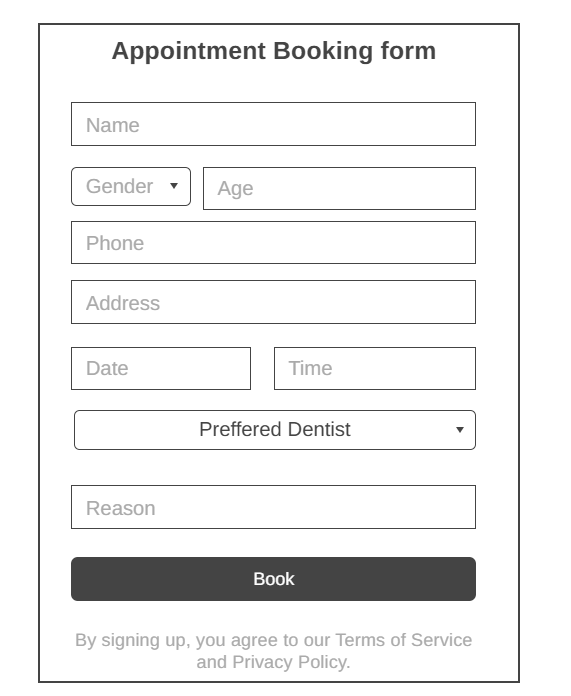 Appointment Booking form
Name
Gender Age
Phone
Address
Date Time
Preffered Dentist
Reason
Book
By signing up, you agree to our Terms of Service
and Privacy Policy.